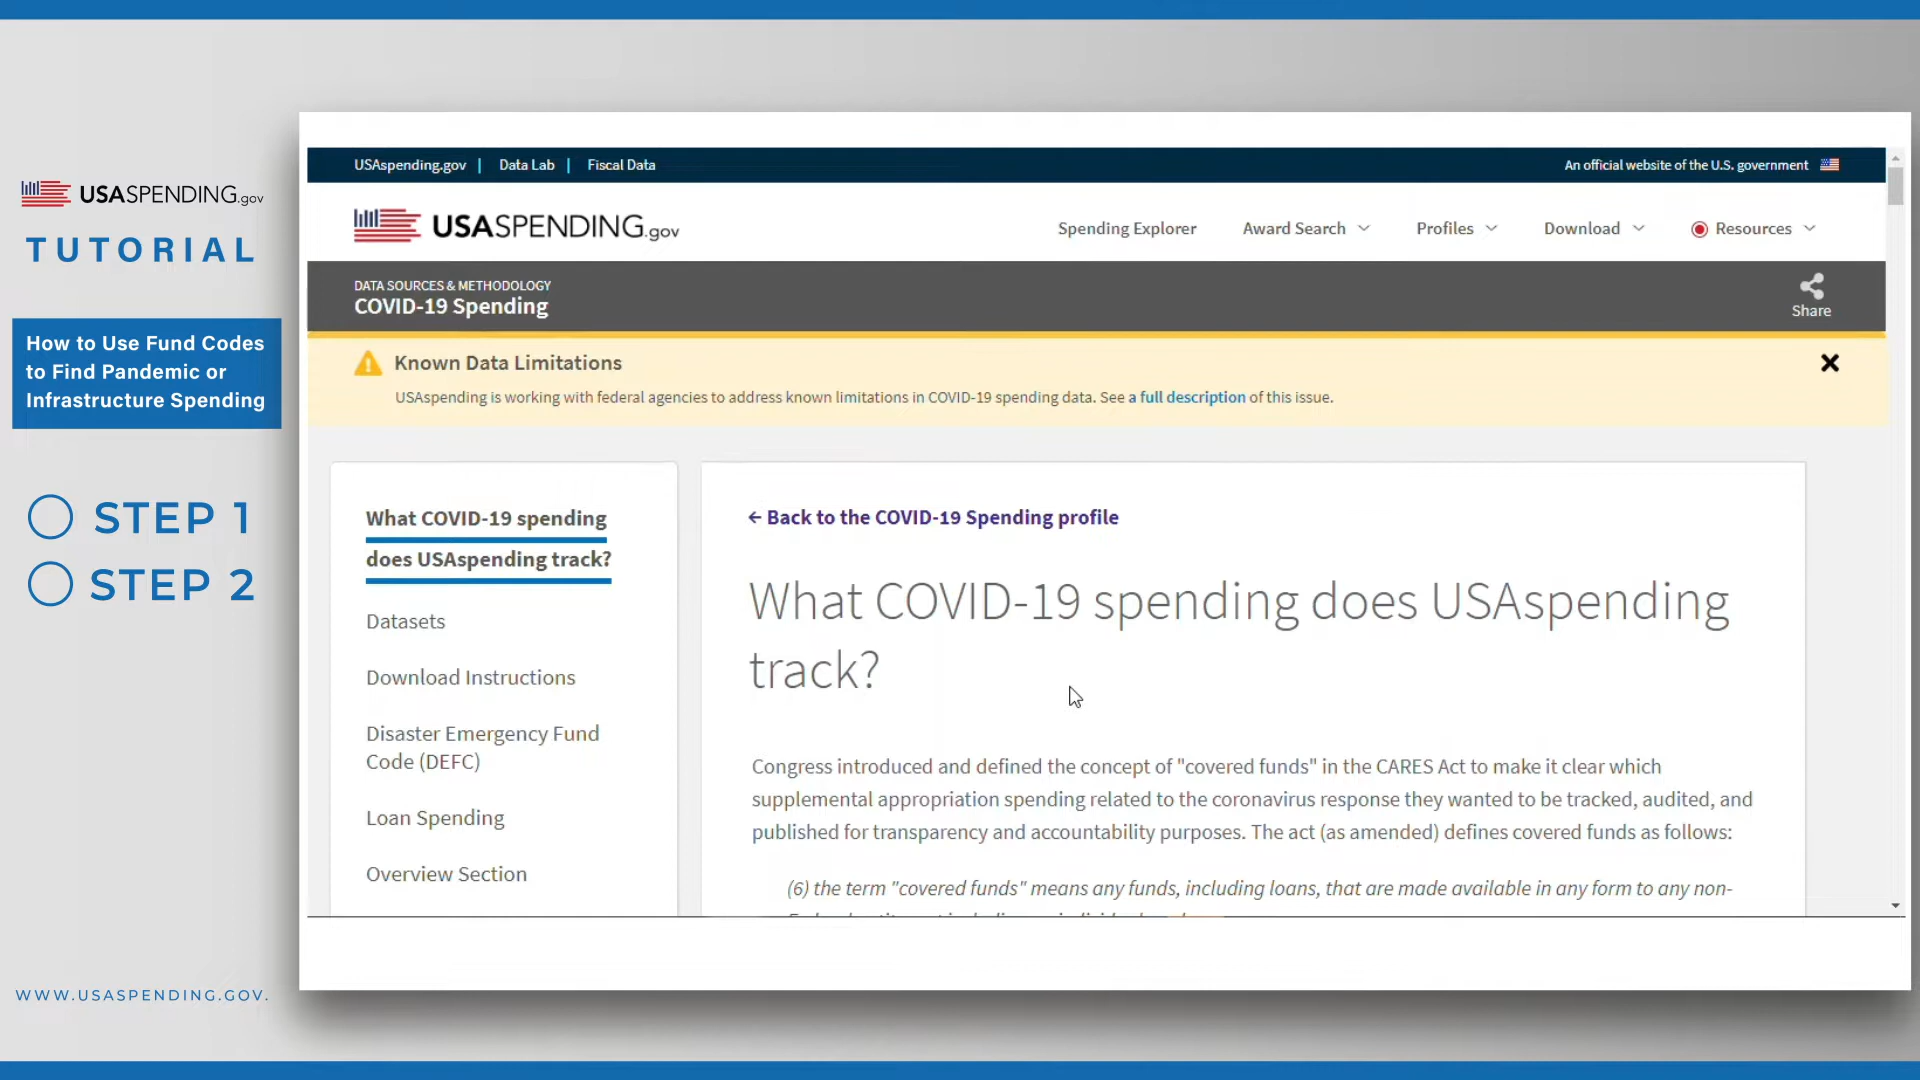 USASPENDING.gov
TUTORIAL
How to Use Fund Codes
to Find Pandemic or
Infrastructure Spending
STEP 1
STEP 2
WWW.USASPENDING.GOV.
USAspending.gov | Data Lab | Fiscal Data
An official website of the U.S. government
USASPENDING.gov
Spending Explorer Award Search Profiles Download Resources
DATA SOURCES & METHODOLOGY
COVID-19 Spending
Share
Known Data Limitations
USAspending is working with federal agencies to address known limitations in COVID-19 spending data. See a full description of this issue.
What COVID-19 spending
does USAspending track?
Datasets
Download Instructions
Disaster Emergency Fund
Code (DEFC)
Loan Spending
Overview Section
← Back to the COVID-19 Spending profile
What COVID-19 spending does USAspending
track?
Congress introduced and defined the concept of "covered funds" in the CARES Act to make it clear which
supplemental appropriation spending related to the coronavirus response they wanted to be tracked, audited, and
published for transparency and accountability purposes. The act (as amended) defines covered funds as follows:
(6) the term "covered funds" means any funds, including loans, that are made available in any form to any non-